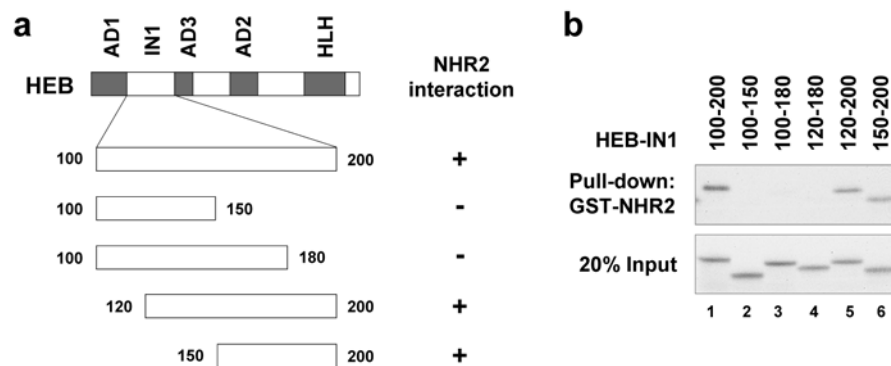 a
AD1 IN1 AD3 AD2 HLH
HEB
NHR2
interaction
100 200 +
100 150 -
100 180 -
120 200 +
150 200 +
b
HEB-IN1 100-200 100-150 100-180 120-180 120-200 150-200
Pull-down:
GST-NHR2
20% Input
1 2 3 4 5 6